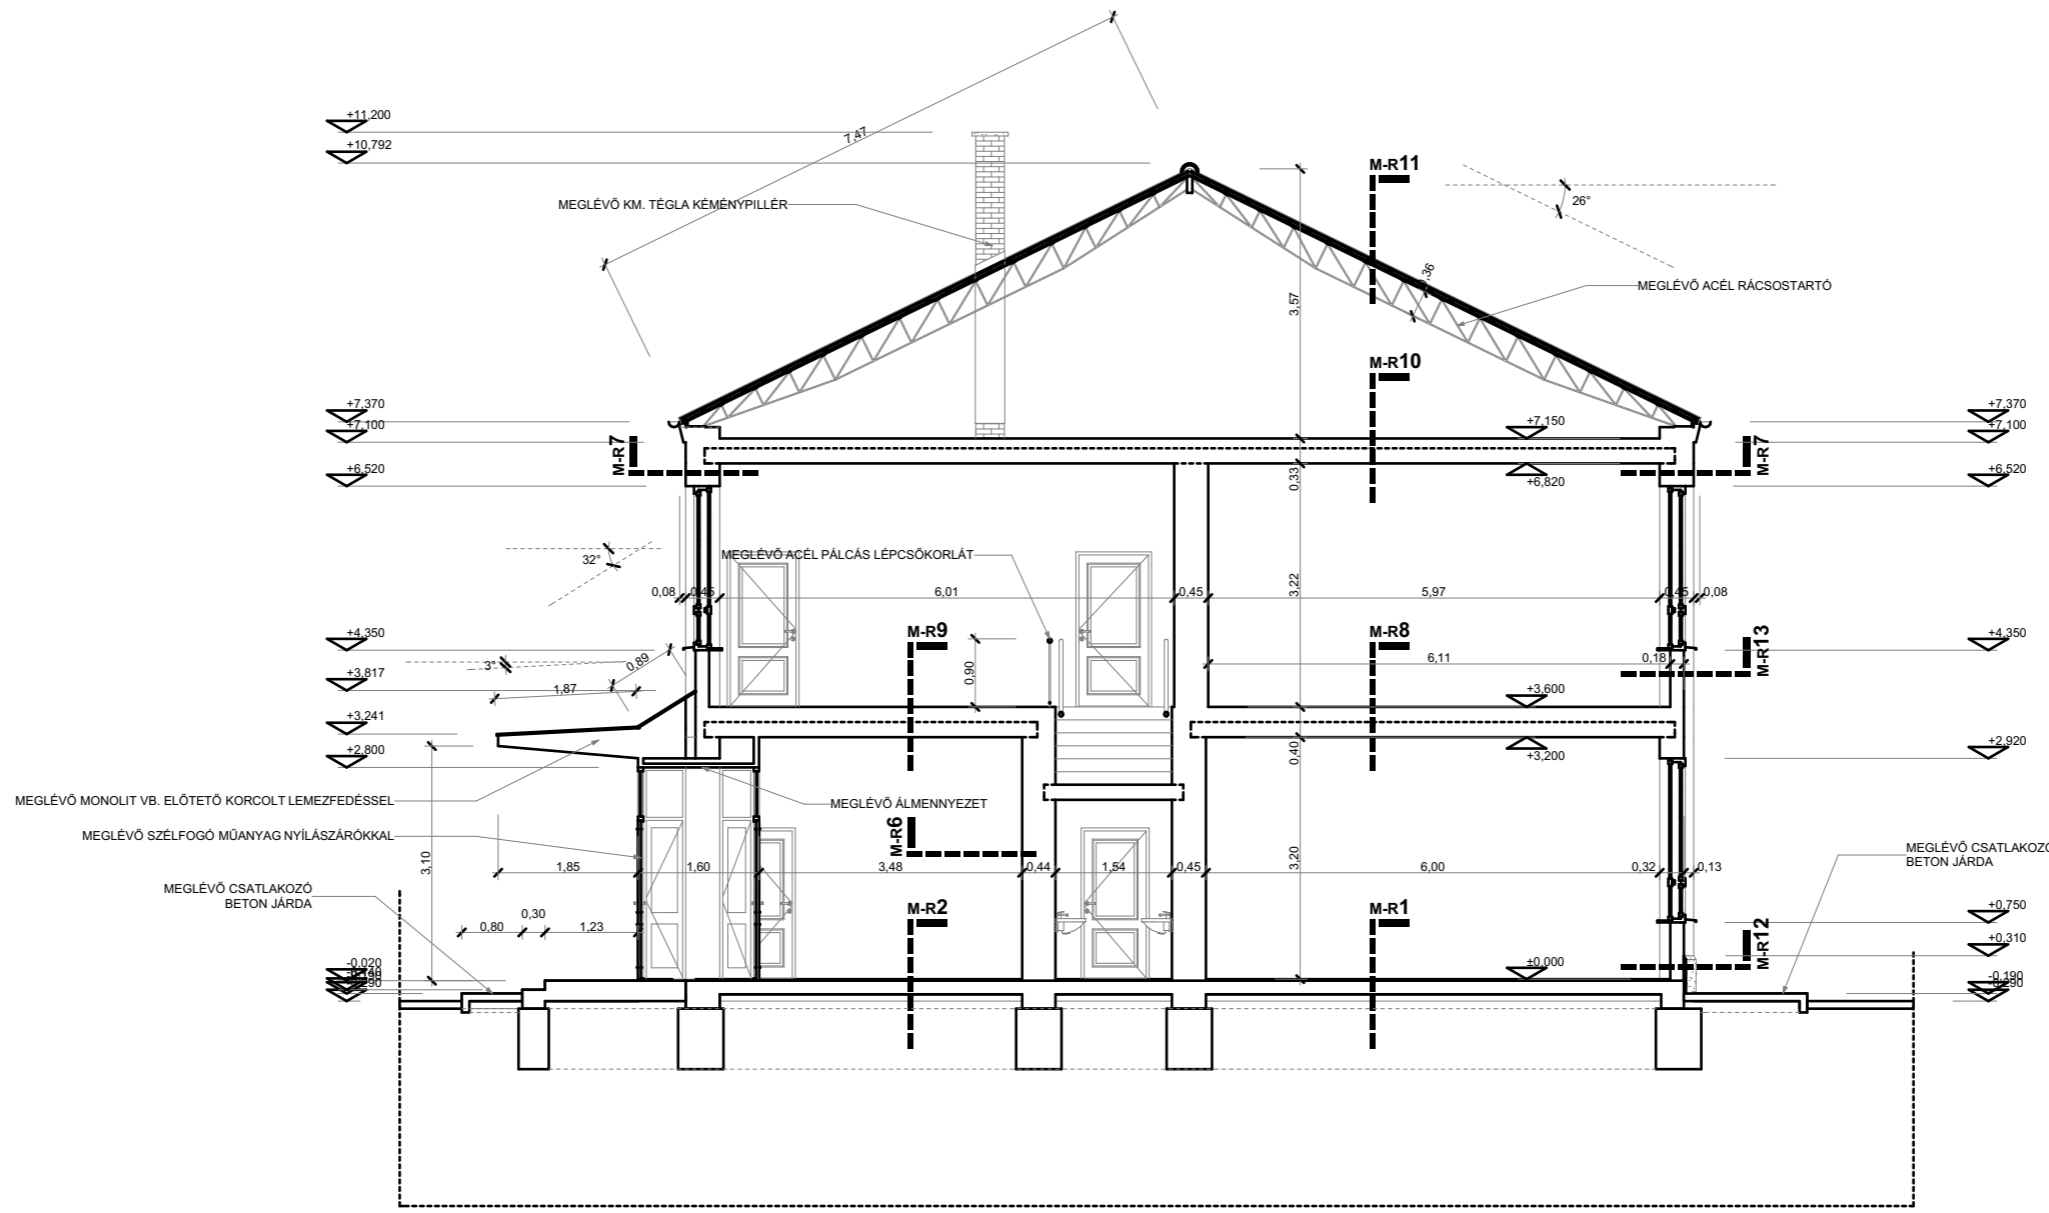 +11,200
+10,792
7,47
M-R11
26°
MEGLÉVŐ KM. TÉGLA KÉMÉNYPILLÉR
3,57
0,36
MEGLÉVŐ ACÉL RÁCSOSTARTÓ
M-R10
+7,370
+7,100
+6,520
M-R7
+7,150
0,33
+6,820
+7,370
+7,100
+6,520
M-R7
32°
MEGLÉVŐ ACÉL PÁLCÁS LÉPCSŐKORLÁT
0,08
0,45
6,01
0,45
3,22
5,97
0,45
0,08
+4,350
+3,817
+3,241
+2,800
3°
0,89
1,87
M-R9
0,90
M-R8
6,11
0,18
M-R13
+4,350
+3,600
0,40
+3,200
+2,920
MEGLÉVŐ MONOLIT VB. ELŐTETŐ KORCOLT LEMEZFEDÉSSEL
MEGLÉVŐ ÁLMENNYEZET
MEGLÉVŐ SZÉLFOGÓ MŰANYAG NYÍLÁSZÁRÓKKAL
M-R6
3,10
1,85
1,60
3,48
0,44
1,54
0,45
3,20
6,00
0,32
0,13
MEGLÉVŐ CSATLAKOZÓ
BETON JÁRDA
MEGLÉVŐ CSATLAKOZÓ
BETON JÁRDA
0,80
0,30
1,23
M-R2
M-R1
+0,750
+0,310
M-R12
-0,020
-0,290
±0,000
-0,190
-0,290